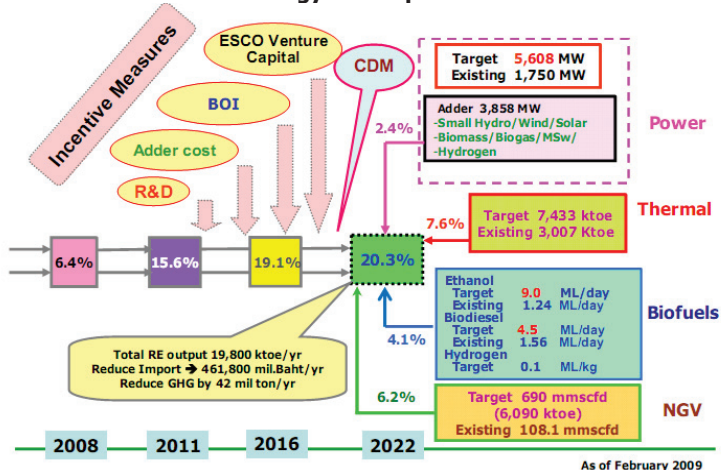 Incentive Measures
ESCO Venture
Capital
BOI
Adder cost
R&D
CDM
Target 5,608 MW
Existing 1,750 MW
Adder 3,858 MW
-Small Hydro/Wind/Solar
-Biomass/Biogas/MSw/
-Hydrogen
Power
2.4%
Target 7,433 ktoe
Existing 3,007 Ktoe
Thermal
7.6%
6.4%
15.6%
19.1%
20.3%
Ethanol
Target 9.0 ML/day
Existing 1.24 ML/day
Biodiesel
Target 4.5 ML/day
Existing 1.56 ML/day
Hydrogen
Target 0.1 ML/kg
Biofuels
4.1%
Total RE output 19,800 ktoe/yr
Reduce Import ➔ 461,800 mil.Baht/yr
Reduce GHG by 42 mil ton/yr
6.2%
Target 690 mmscfd
(6,090 ktoe)
Existing 108.1 mmscfd
NGV
2008
2011
2016
2022
As of February 2009